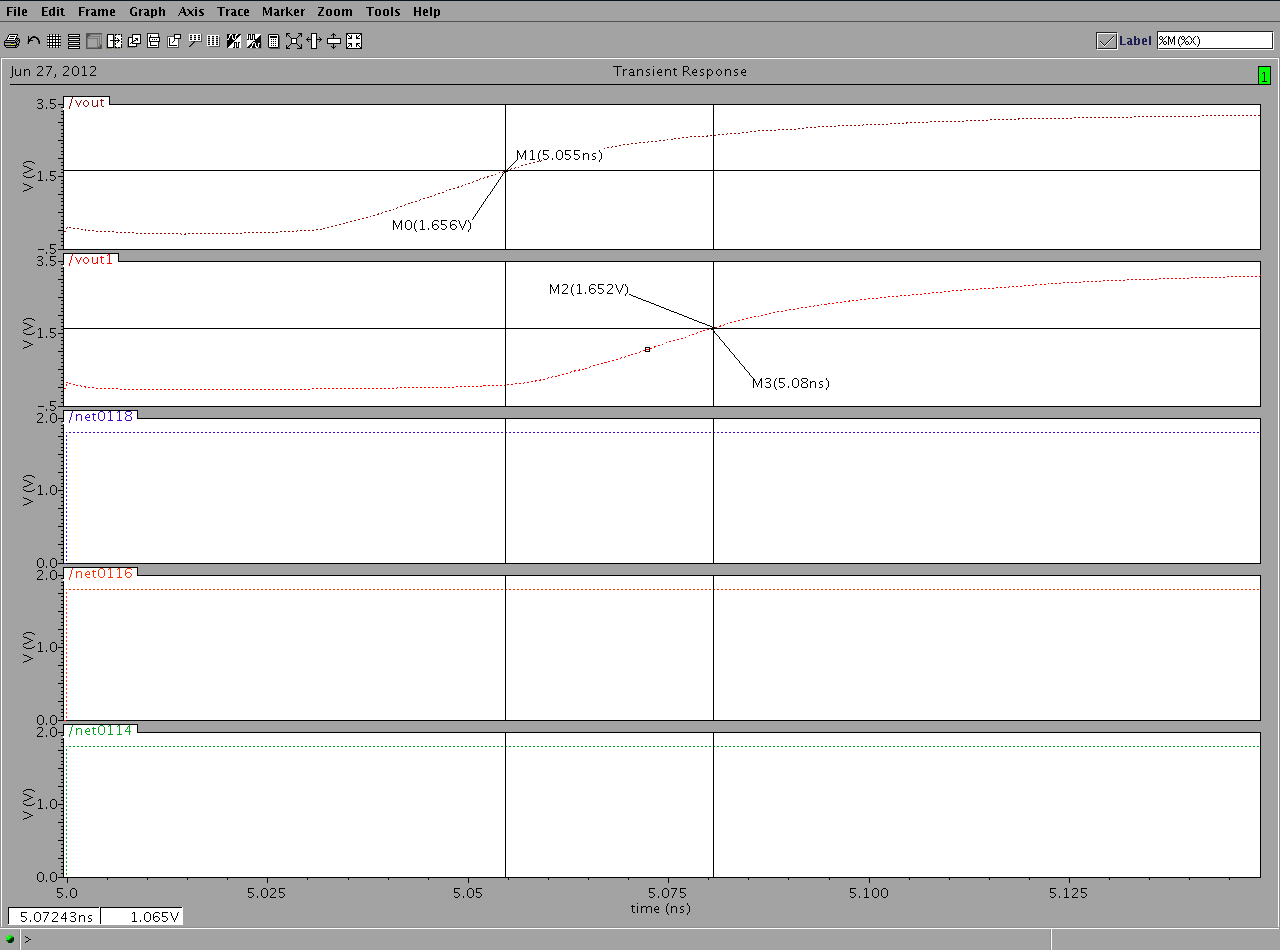 File Edit Frame Graph Axis Trace Marker Zoom Tools Help
Label %M(%X)
Jun 27, 2012 Transient Response 1
/vout
3.5
M1(5.055ns)
V (V)
1.5
M0(1.656V)
-.5
/vout1
3.5
M2(1.652V)
V (V)
1.5
M3(5.08ns)
-.5
/net0118
2.0
V (V)
1.0
0.0
/net0116
2.0
V (V)
1.0
0.0
/net0114
2.0
V (V)
1.0
0.0
5.0 5.025 5.05 5.075 5.100 5.125
time (ns)
5.07243ns 1.065V
>